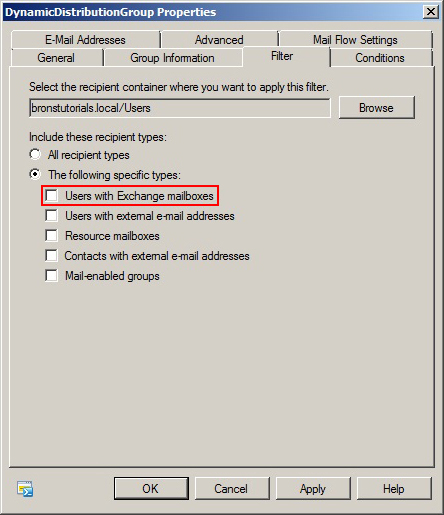 DynamicDistributionGroup Properties
E-Mail Addresses Advanced Mail Flow Settings
General Group Information Filter Conditions
Select the recipient container where you want to apply this filter.
bronstutorials.local/Users Browse
Include these recipient types:
All recipient types
The following specific types:
Users with Exchange mailboxes
Users with external e-mail addresses
Resource mailboxes
Contacts with external e-mail addresses
Mail-enabled groups
OK Cancel Apply Help